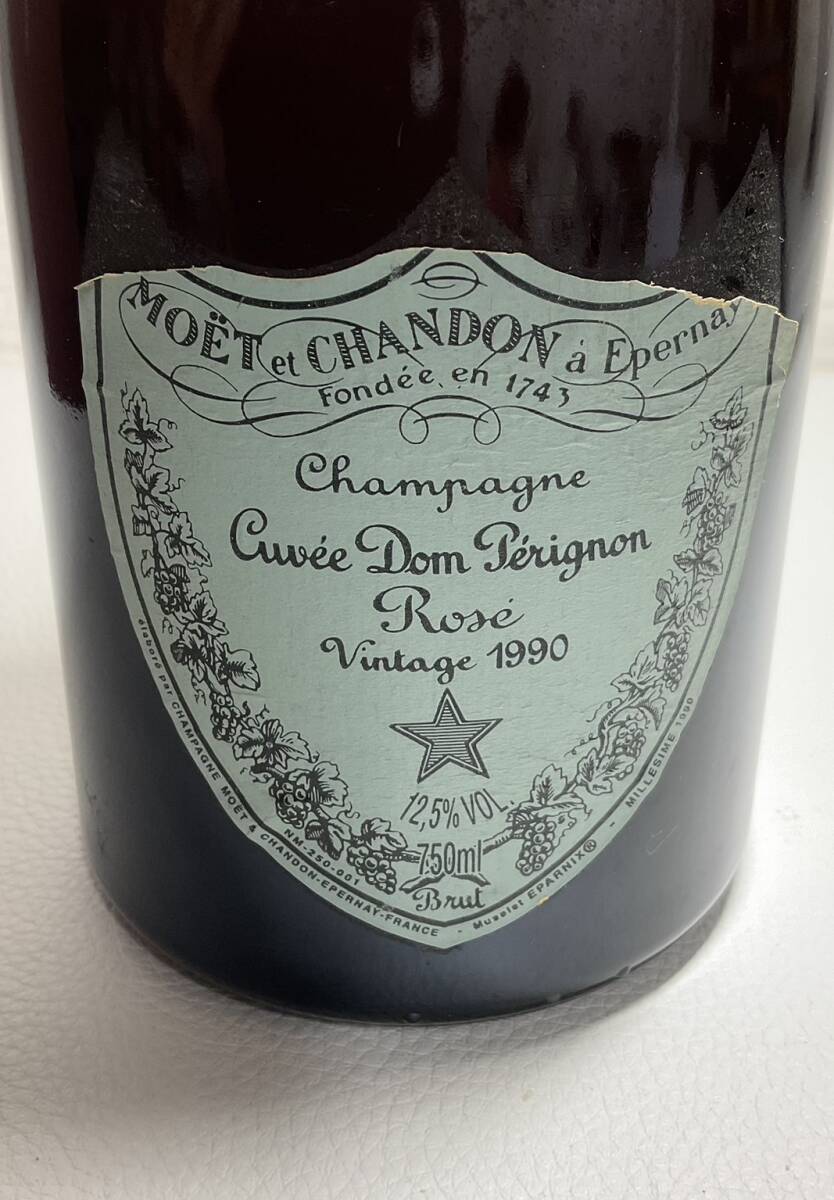 MOËT et CHANDON à Epernay
Fondée en 1743
Champagne
Cuvée Dom Pérignon
Rosé
Vintage 1990
12,5% VOL.
750ml
Brut
élaboré par CHAMPAGNE MOËT & CHANDON-EPERNAY-FRANCE - Muselet EPARNIX® - MILLESIME 1990
NM-250-001